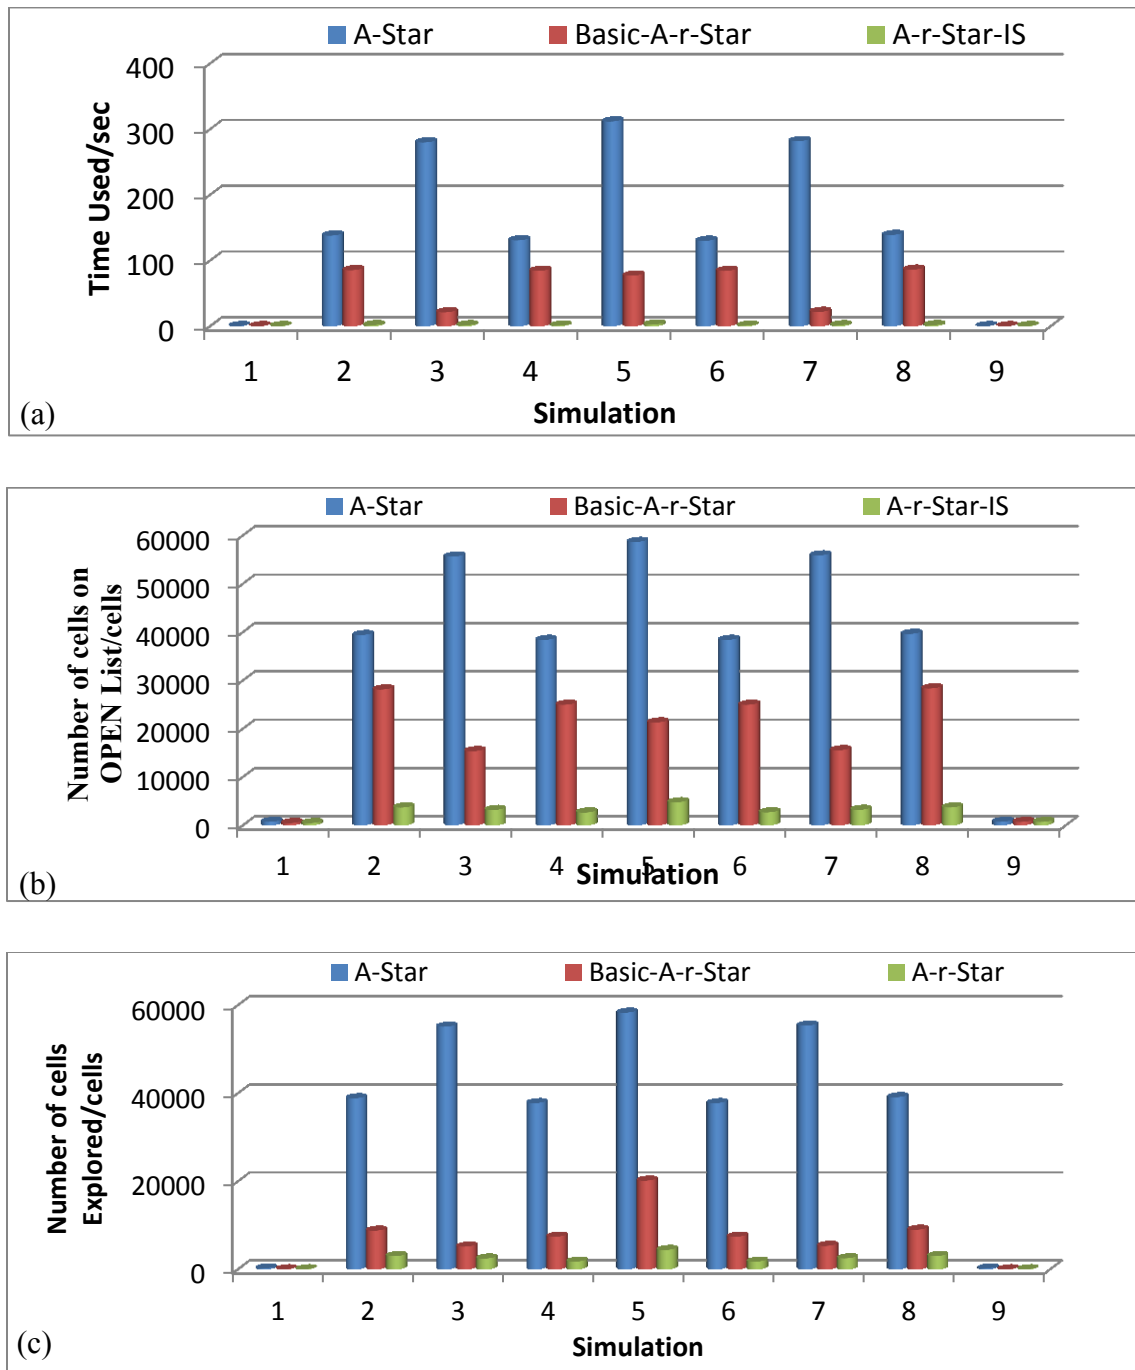 A-Star Basic-A-r-Star A-r-Star-IS
400
300
200
100
0
Time Used/sec
1 2 3 4 5 6 7 8 9
Simulation
(a)
A-Star Basic-A-r-Star A-r-Star-IS
60000
50000
40000
30000
20000
10000
0
Number of cells on
OPEN List/cells
1 2 3 4 5 6 7 8 9
Simulation
(b)
A-Star Basic-A-r-Star A-r-Star
60000
40000
20000
0
Number of cells
Explored/cells
1 2 3 4 5 6 7 8 9
Simulation
(c)